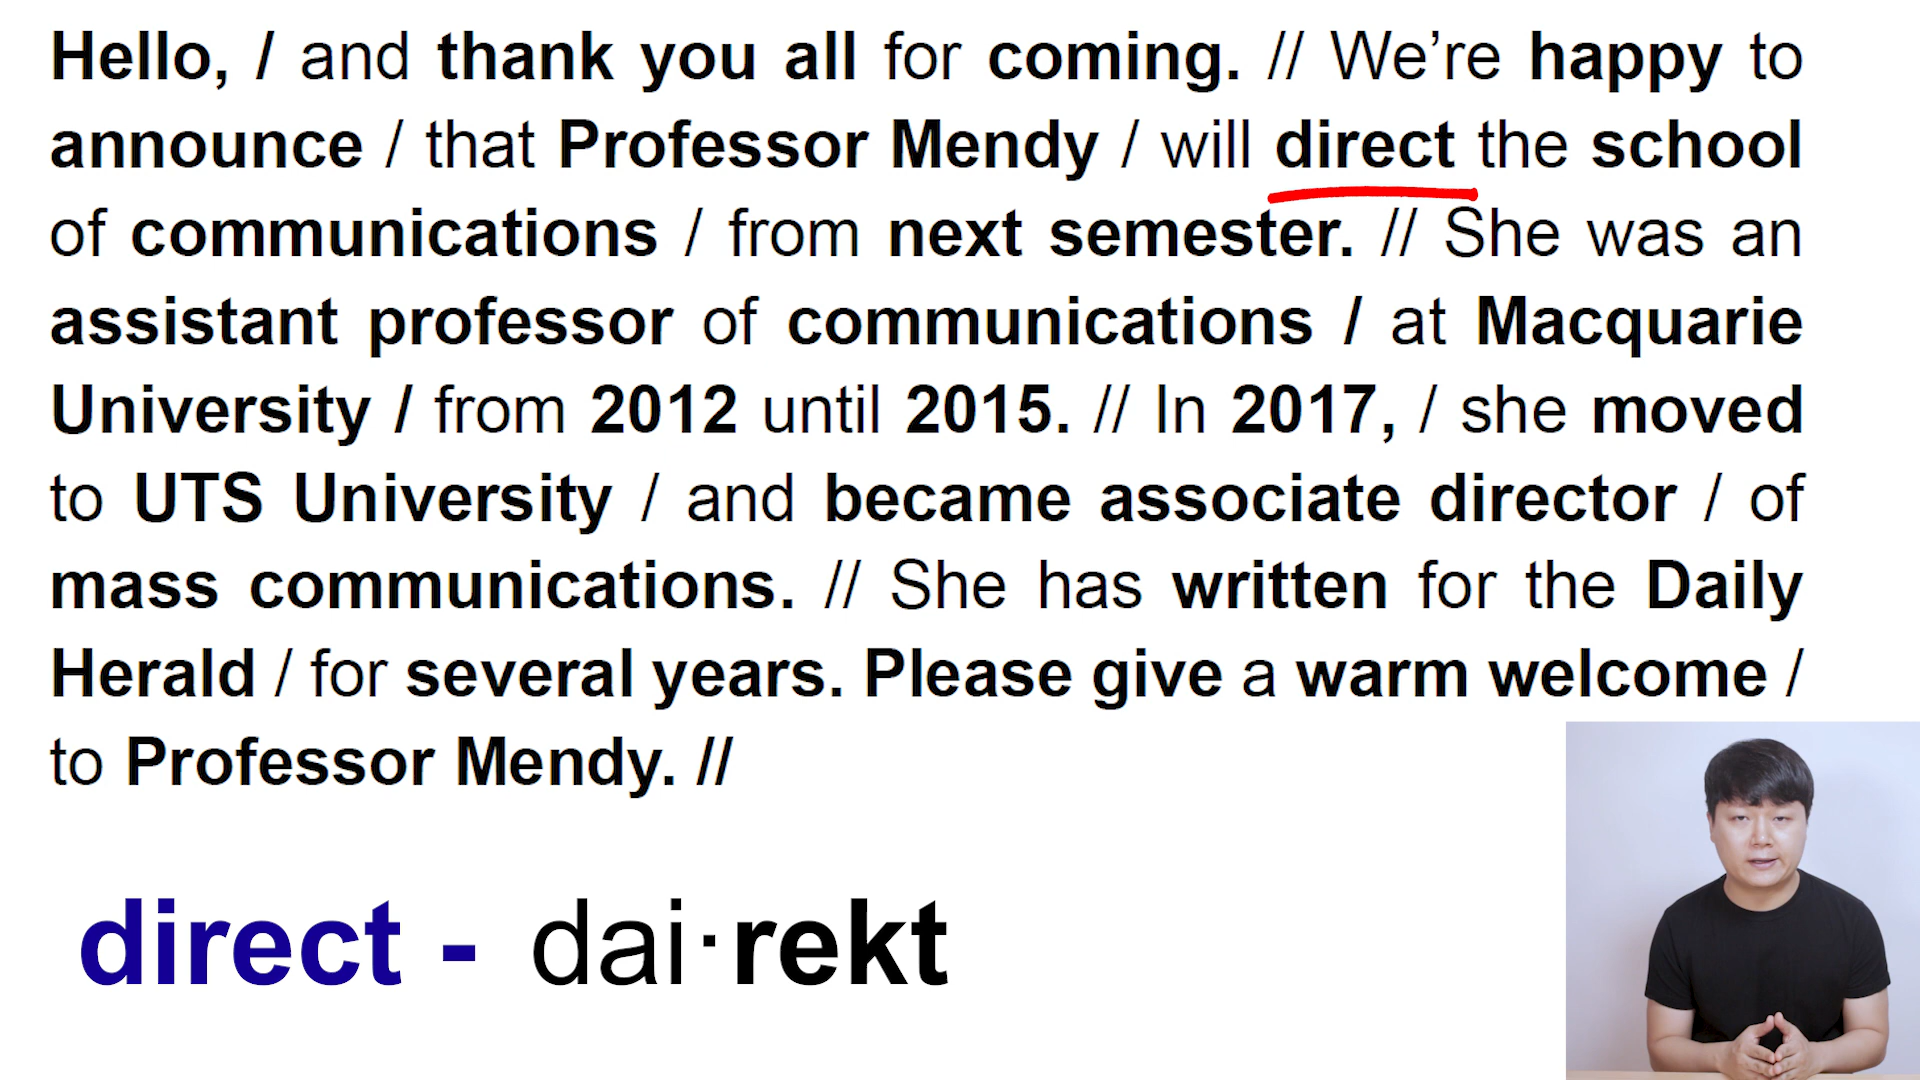 Hello, / and thank you all for coming. // We’re happy to
announce / that Professor Mendy / will direct the school
of communications / from next semester. // She was an
assistant professor of communications / at Macquarie
University / from 2012 until 2015. // In 2017, / she moved
to UTS University / and became associate director / of
mass communications. // She has written for the Daily
Herald / for several years. Please give a warm welcome /
to Professor Mendy. //
direct - dai·rekt